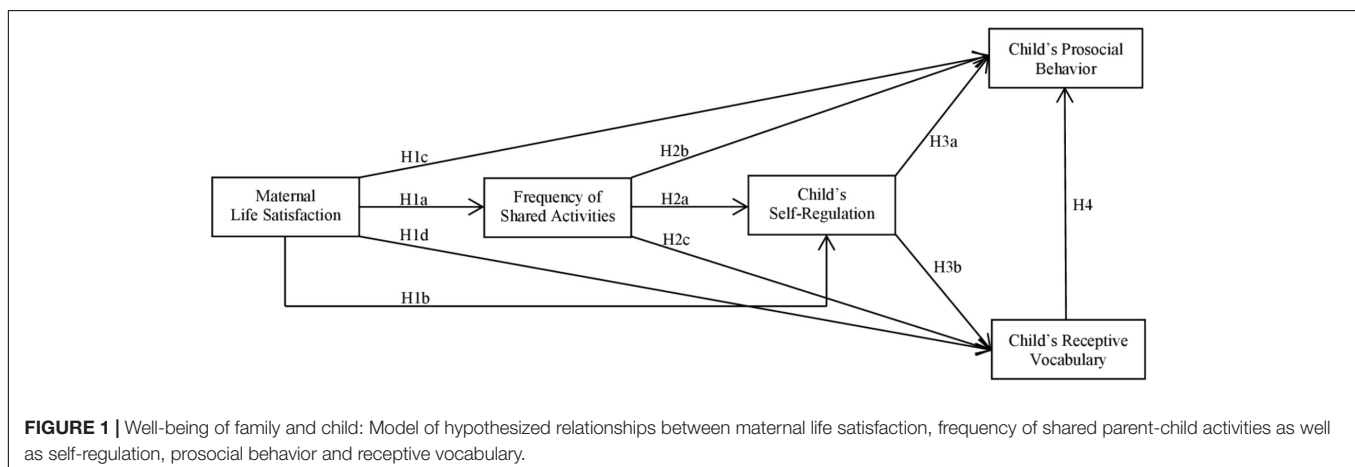 Child's Prosocial
Behavior
H1c
H2b
H3a
Maternal
Life Satisfaction
H1a
Frequency of
Shared Activities
H2a
Child's
Self-Regulation
H4
H1d
H2c
H3b
H1b
Child's Receptive
Vocabulary
FIGURE 1 | Well-being of family and child: Model of hypothesized relationships between maternal life satisfaction, frequency of shared parent-child activities as well
as self-regulation, prosocial behavior and receptive vocabulary.